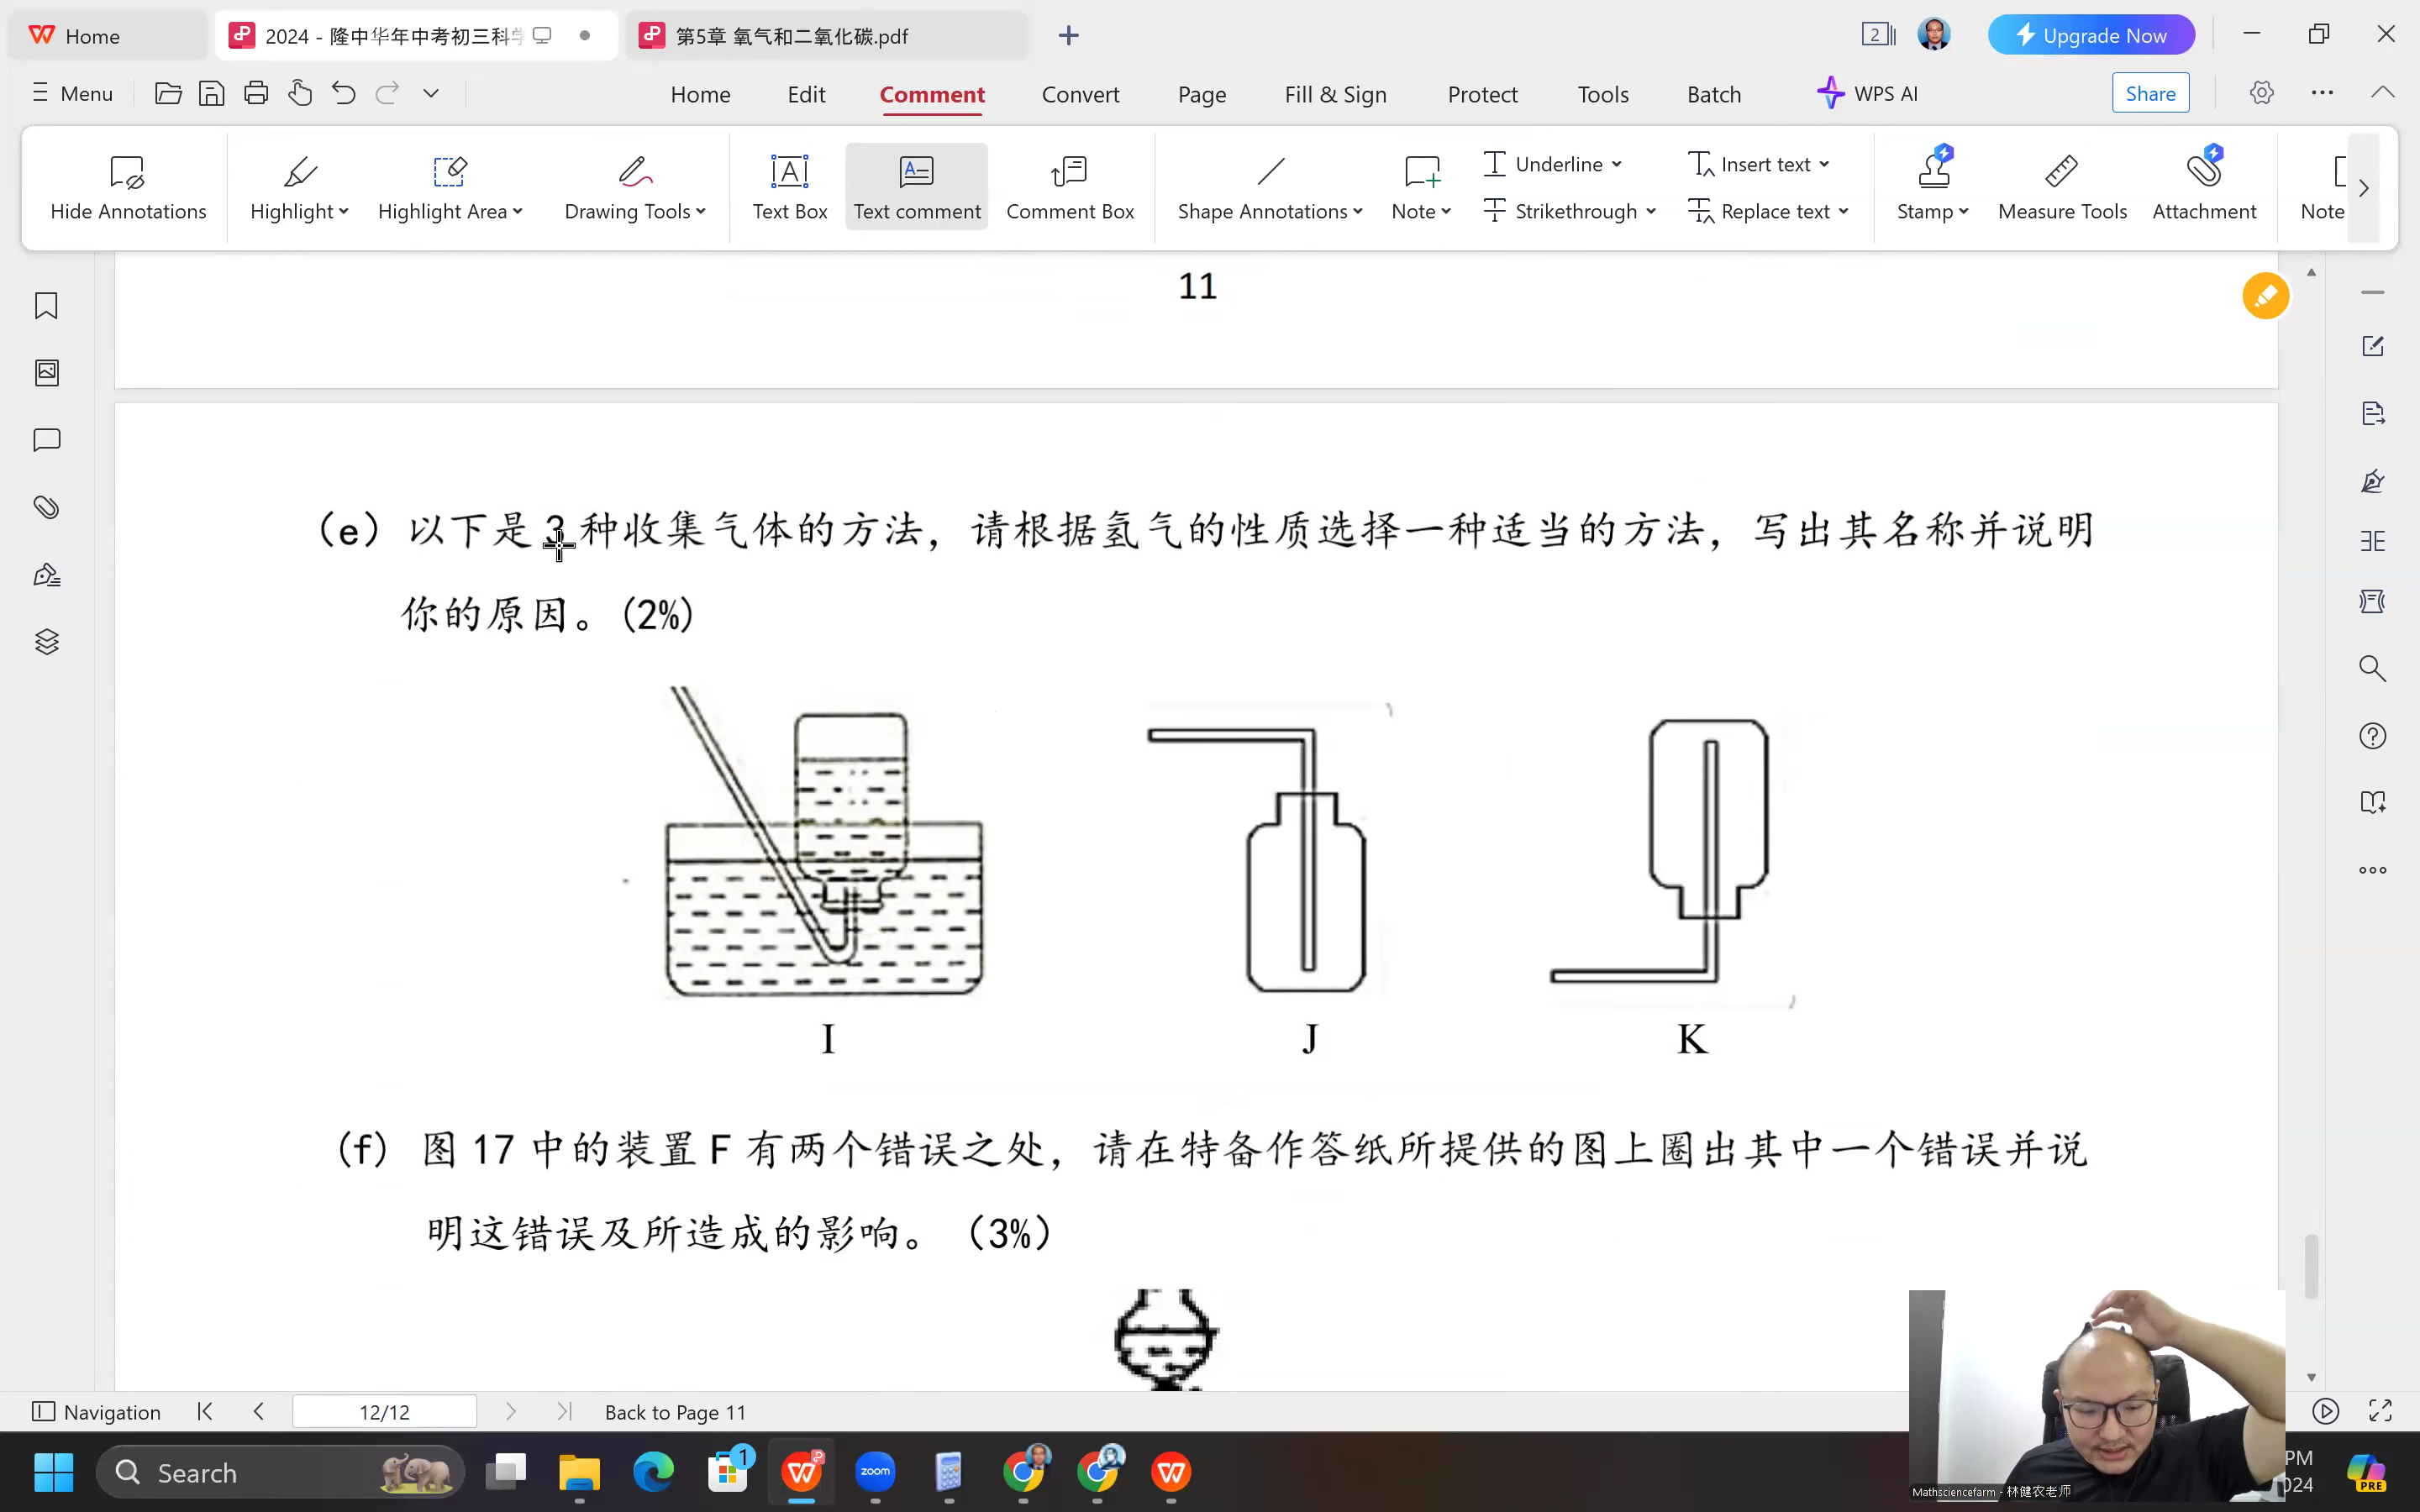 Home
2024 - 隆中华年中考初三科学
第5章 氧气和二氧化碳.pdf
2
Upgrade Now
Menu
Home
Edit
Comment
Convert
Page
Fill & Sign
Protect
Tools
Batch
WPS AI
Share
Hide Annotations
Highlight
Highlight Area
Drawing Tools
Text Box
Text comment
Comment Box
Shape Annotations
Note
Underline
Strikethrough
Insert text
Replace text
Stamp
Measure Tools
Attachment
Note
11
(e) 以下是 3 种收集气体的方法，请根据氢气的性质选择一种适当的方法，写出其名称并说明
你的原因。(2%)
I
J
K
(f) 图 17 中的装置 F 有两个错误之处，请在特备作答纸所提供的图上圈出其中一个错误并说
明这错误及所造成的影响。 (3%)
Navigation
12/12
Back to Page 11
Search
1
zoom
PM
024
PRE
Mathsciencefarm - 林健农老师